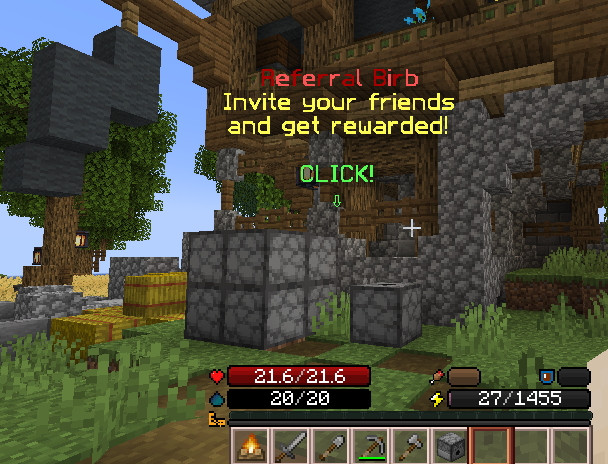 Referral Birb
Invite your friends
and get rewarded!
CLICK!
21.6/21.6
20/20
27/1455